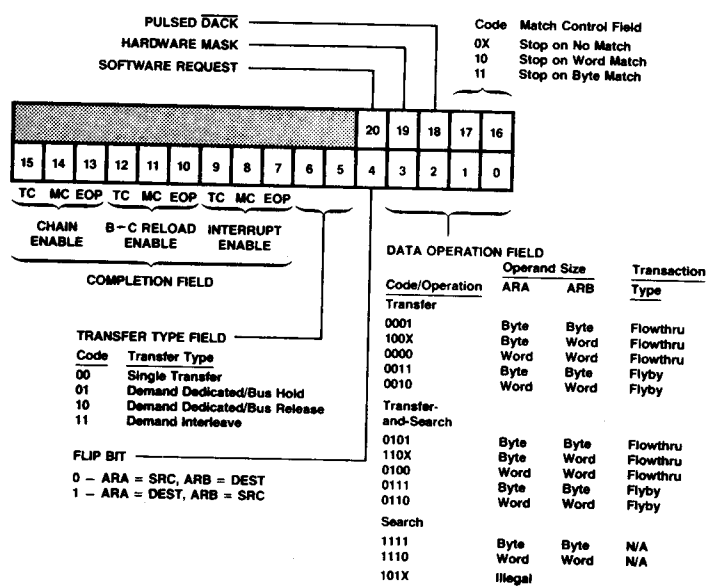 PULSED DACK
HARDWARE MASK
SOFTWARE REQUEST
Code Match Control Field
0X Stop on No Match
10 Stop on Word Match
11 Stop on Byte Match
20 19 18 17 16
15 14 13 12 11 10 9 8 7 6 5 4 3 2 1 0
TC MC EOP TC MC EOP TC MC EOP
CHAIN ENABLE
B-C RELOAD ENABLE
INTERRUPT ENABLE
COMPLETION FIELD
TRANSFER TYPE FIELD
Code Transfer Type
00 Single Transfer
01 Demand Dedicated/Bus Hold
10 Demand Dedicated/Bus Release
11 Demand Interleave
FLIP BIT
0 – ARA = SRC, ARB = DEST
1 – ARA = DEST, ARB = SRC
DATA OPERATION FIELD
Operand Size Transaction
Code/Operation ARA ARB Type
Transfer
0001 Byte Byte Flowthru
100X Byte Word Flowthru
0000 Word Word Flowthru
0011 Byte Byte Flyby
0010 Word Word Flyby
Transfer-
and-Search
0101 Byte Byte Flowthru
110X Byte Word Flowthru
0100 Word Word Flowthru
0111 Byte Byte Flyby
0110 Word Word Flyby
Search
1111 Byte Byte N/A
1110 Word Word N/A
101X Illegal